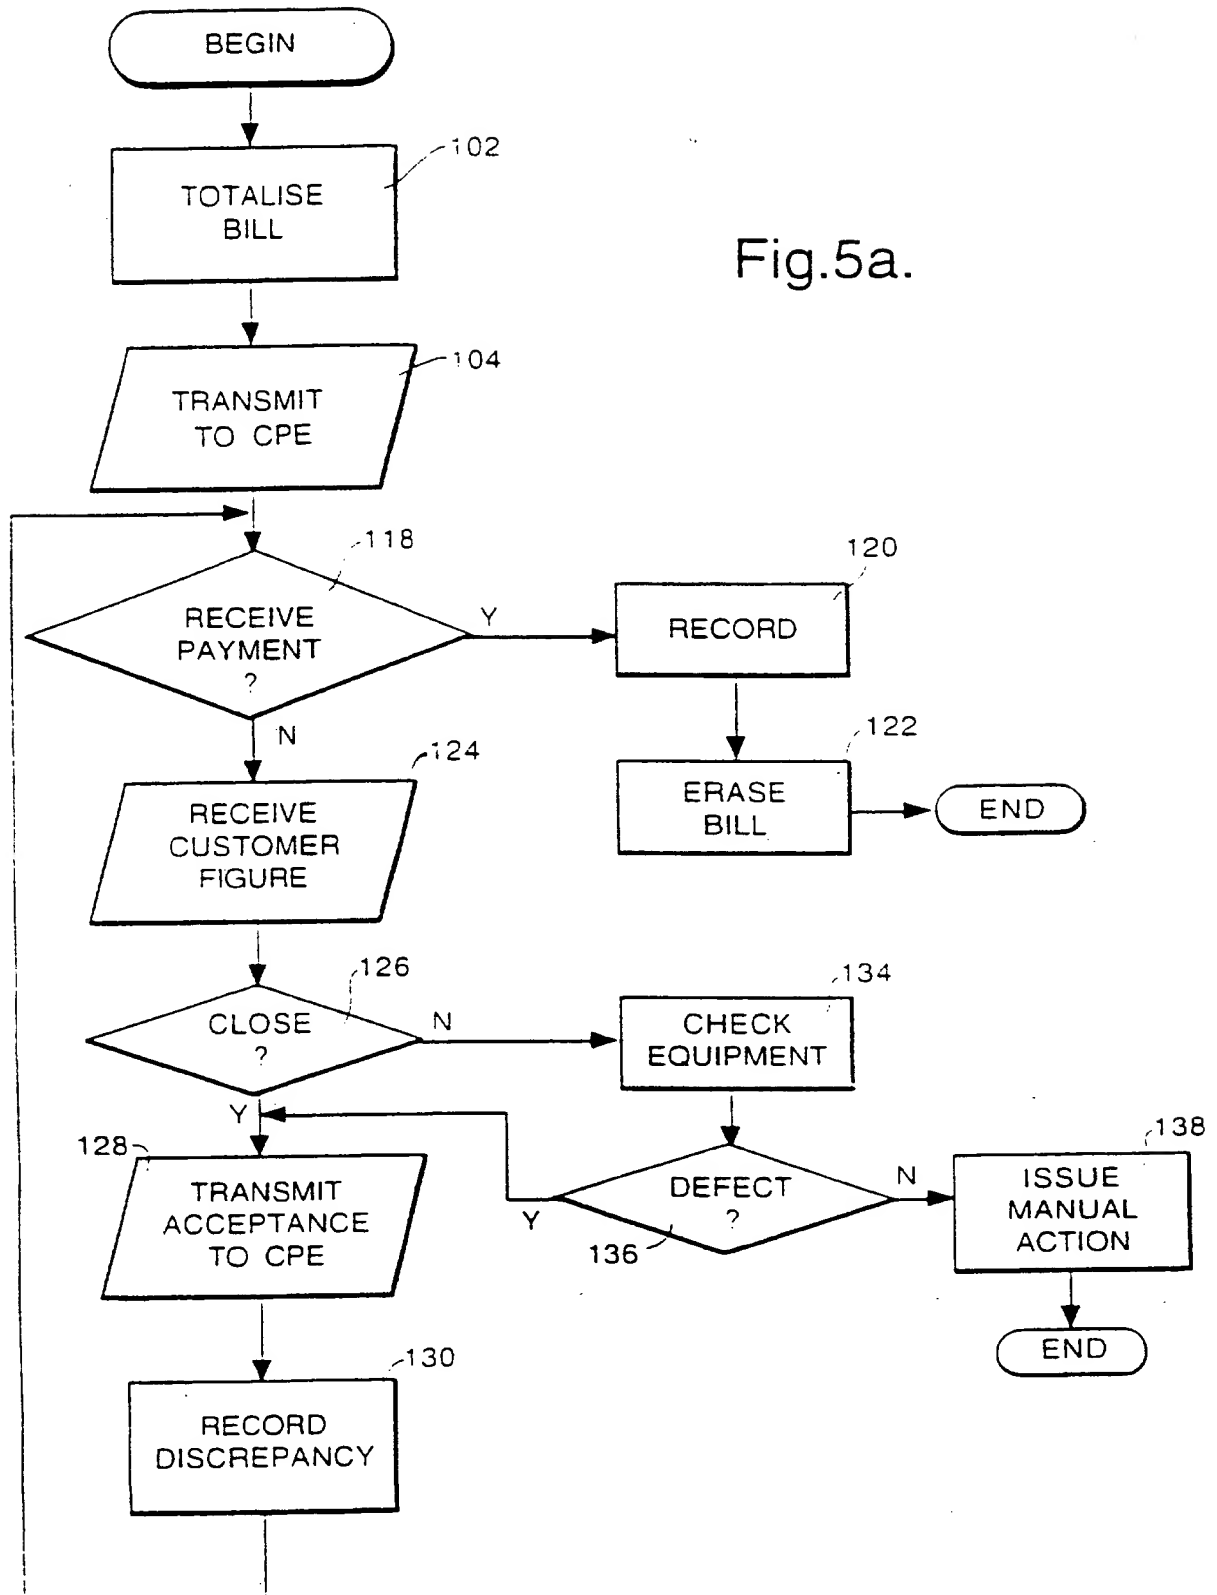 BEGIN
102
TOTALISE
BILL
Fig.5a.
104
TRANSMIT
TO CPE
118
RECEIVE
PAYMENT
?
Y
N
120
RECORD
122
ERASE
BILL
END
124
RECEIVE
CUSTOMER
FIGURE
126
CLOSE
?
N
Y
134
CHECK
EQUIPMENT
128
TRANSMIT
ACCEPTANCE
TO CPE
DEFECT
?
136
Y
N
138
ISSUE
MANUAL
ACTION
END
130
RECORD
DISCREPANCY